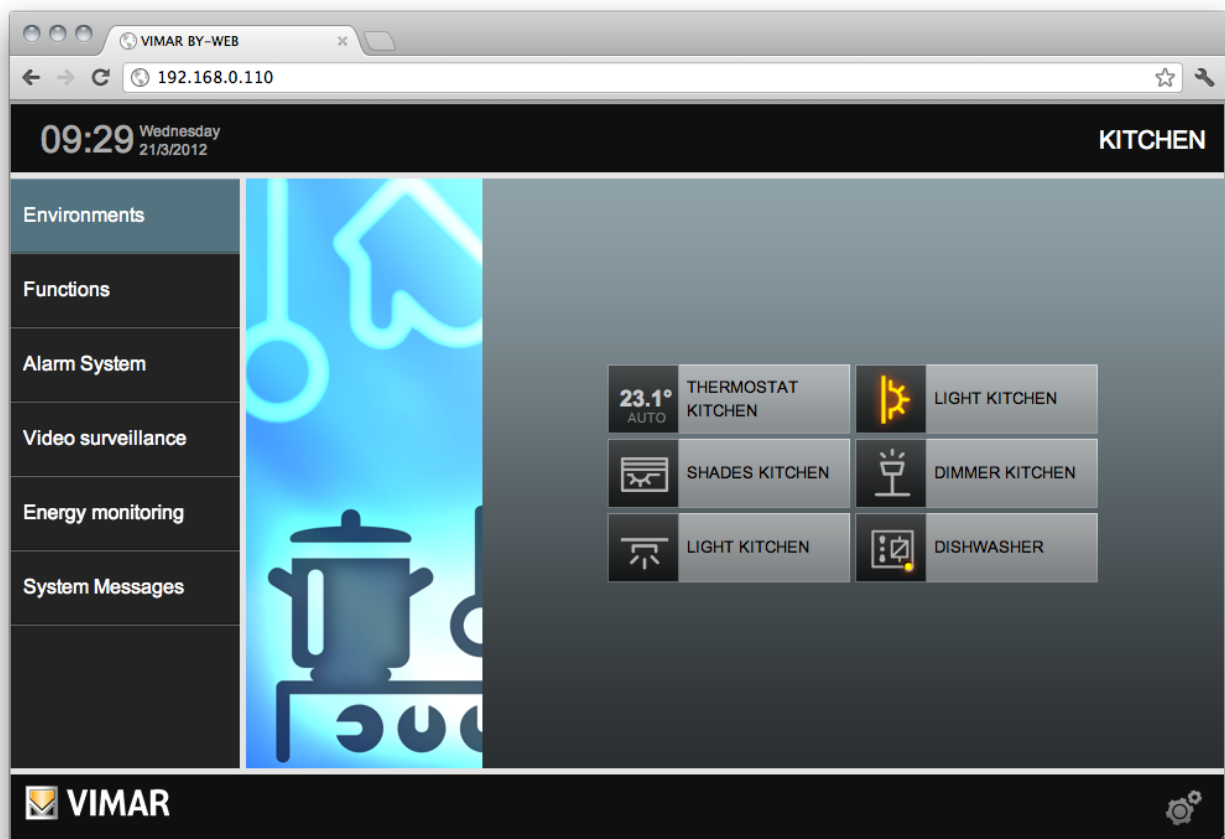 VIMAR BY-WEB
192.168.0.110
09:29
Wednesday
21/3/2012
KITCHEN
Environments
Functions
Alarm System
Video surveillance
Energy monitoring
System Messages
23.1°
AUTO
THERMOSTAT
KITCHEN
LIGHT KITCHEN
SHADES KITCHEN
DIMMER KITCHEN
LIGHT KITCHEN
DISHWASHER
VIMAR